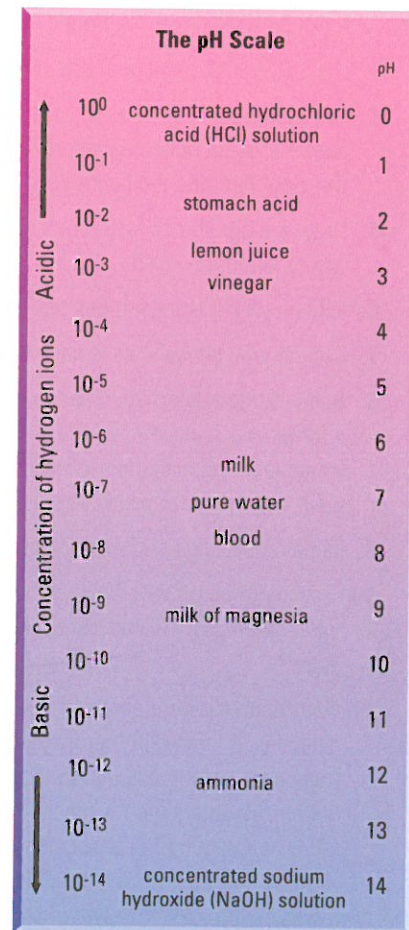 The pH Scale
pH
10⁰ concentrated hydrochloric 0
acid (HCl) solution
10⁻¹ 1
stomach acid
10⁻² 2
lemon juice
10⁻³ 3
vinegar
10⁻⁴ 4
10⁻⁵ 5
10⁻⁶ 6
milk
10⁻⁷ 7
pure water
blood
10⁻⁸ 8
10⁻⁹ milk of magnesia 9
10⁻¹⁰ 10
10⁻¹¹ 11
10⁻¹² 12
ammonia
10⁻¹³ 13
concentrated sodium
10⁻¹⁴ 14
hydroxide (NaOH) solution
Acidic
Concentration of hydrogen ions
Basic